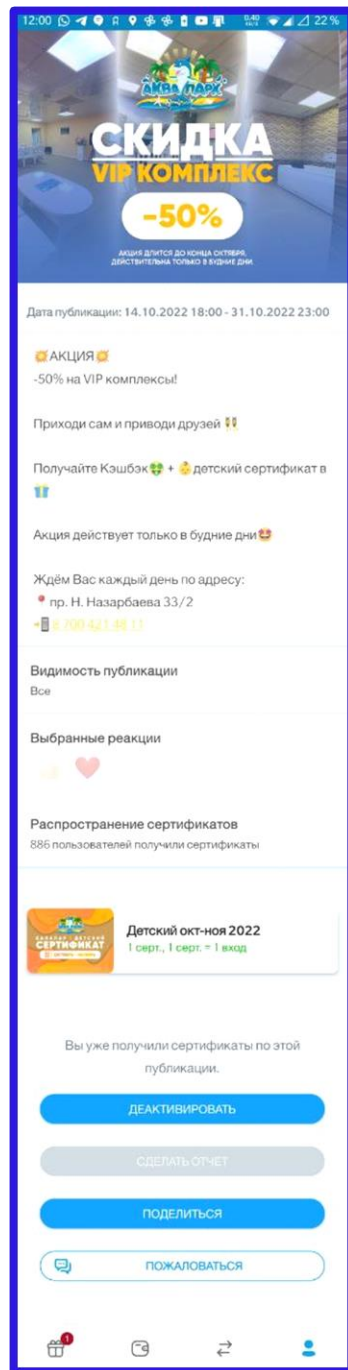 12:00
0,40
КБ/с
22 %
АКВА ПАРК
СКИДКА
VIP КОМПЛЕКС
-50%
АКЦИЯ ДЛИТСЯ ДО КОНЦА ОКТЯБРЯ,
ДЕЙСТВИТЕЛЬНА ТОЛЬКО В БУДНИЕ ДНИ
Дата публикации: 14.10.2022 18:00 - 31.10.2022 23:00
💥АКЦИЯ💥
-50% на VIP комплексы!
Приходи сам и приводи друзей 👯
Получайте Кэшбэк🤑 + 👶детский сертификат в
🎁
Акция действует только в будние дни🤩
Ждём Вас каждый день по адресу:
📍 пр. Н. Назарбаева 33/2
📲 8 700 421 48 11
Видимость публикации
Все
Выбранные реакции
Распространение сертификатов
886 пользователей получили сертификаты
СЕРТИФИКАТ
Детский окт-ноя 2022
1 серт., 1 серт. = 1 вход
Вы уже получили сертификаты по этой
публикации.
ДЕАКТИВИРОВАТЬ
СДЕЛАТЬ ОТЧЕТ
ПОДЕЛИТЬСЯ
ПОЖАЛОВАТЬСЯ
1